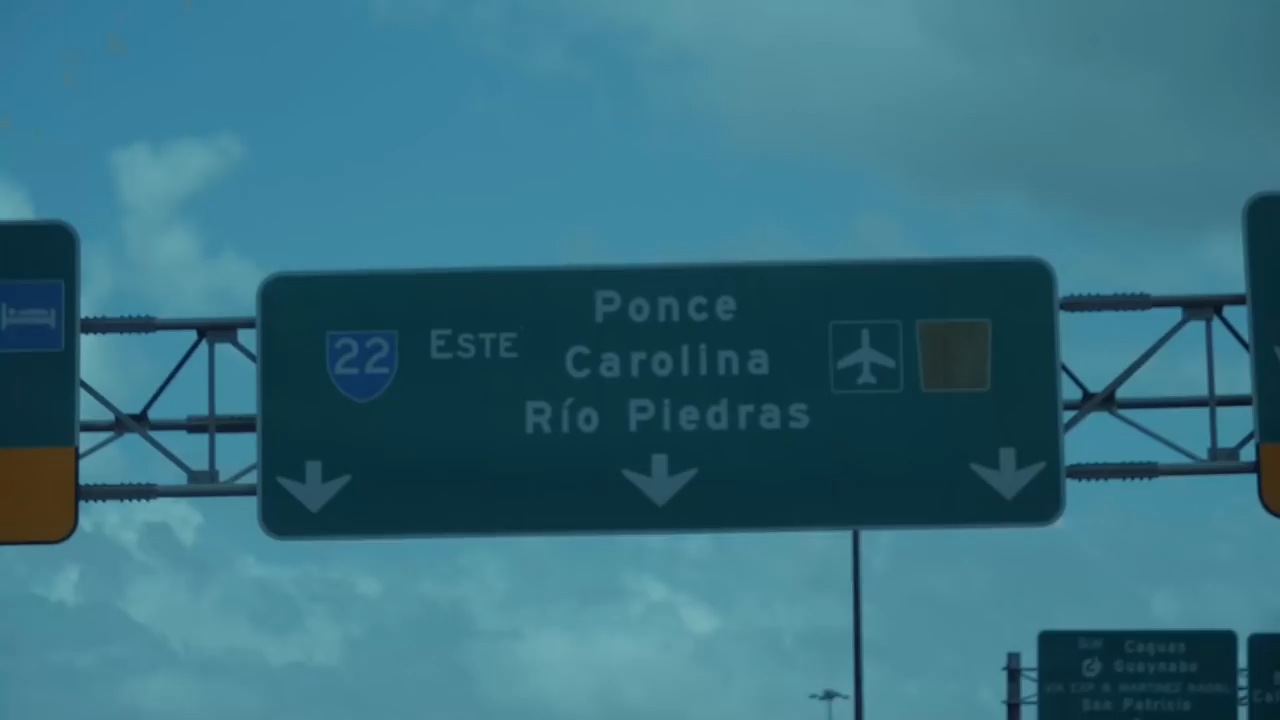 22
ESTE
Ponce
Carolina
Río Piedras
Caguas
Guaynabo
San Patricio